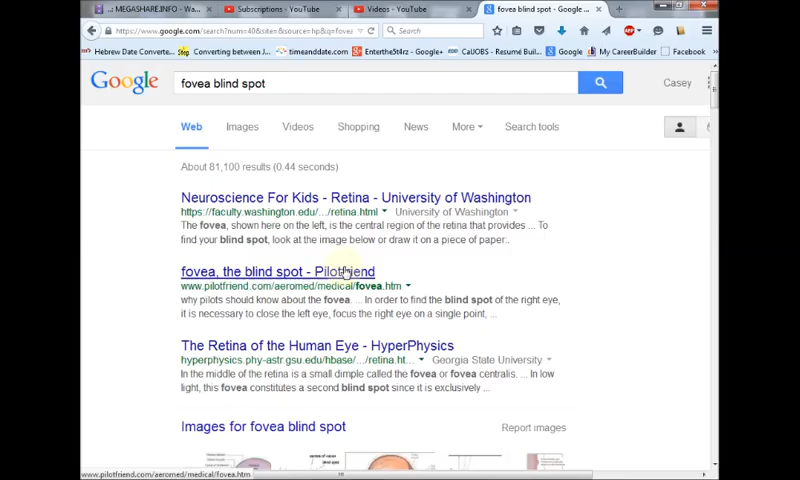 .: MEGASHARE.INFO - Wa...
Subscriptions - YouTube
Videos - YouTube
fovea blind spot - Google ...
https://www.google.com/search?num=40&site=&source=hp&q=fovea
Search
Hebrew Date Converte...
Converting between J...
timeanddate.com
Enterthe5t4rz - Google+
CalJOBS - Resumé Build...
Google
My CareerBuilder
Facebook
Google
fovea blind spot
Casey
Web
Images
Videos
Shopping
News
More
Search tools
About 81,100 results (0.44 seconds)
Neuroscience For Kids - Retina - University of Washington
https://faculty.washington.edu/.../retina.html University of Washington
The fovea, shown here on the left, is the central region of the retina that provides ... To
find your blind spot, look at the image below or draw it on a piece of paper:.
fovea, the blind spot - Pilotfriend
www.pilotfriend.com/aeromed/medical/fovea.htm
why pilots should know about the fovea. ... In order to find the blind spot of the right eye,
it is necessary to close the left eye, focus the right eye on a single point, ...
The Retina of the Human Eye - HyperPhysics
hyperphysics.phy-astr.gsu.edu/hbase/.../retina.ht... Georgia State University
In the middle of the retina is a small dimple called the fovea or fovea centralis. ... In low
light, this fovea constitutes a second blind spot since it is exclusively ...
Images for fovea blind spot
Report images
www.pilotfriend.com/aeromed/medical/fovea.htm